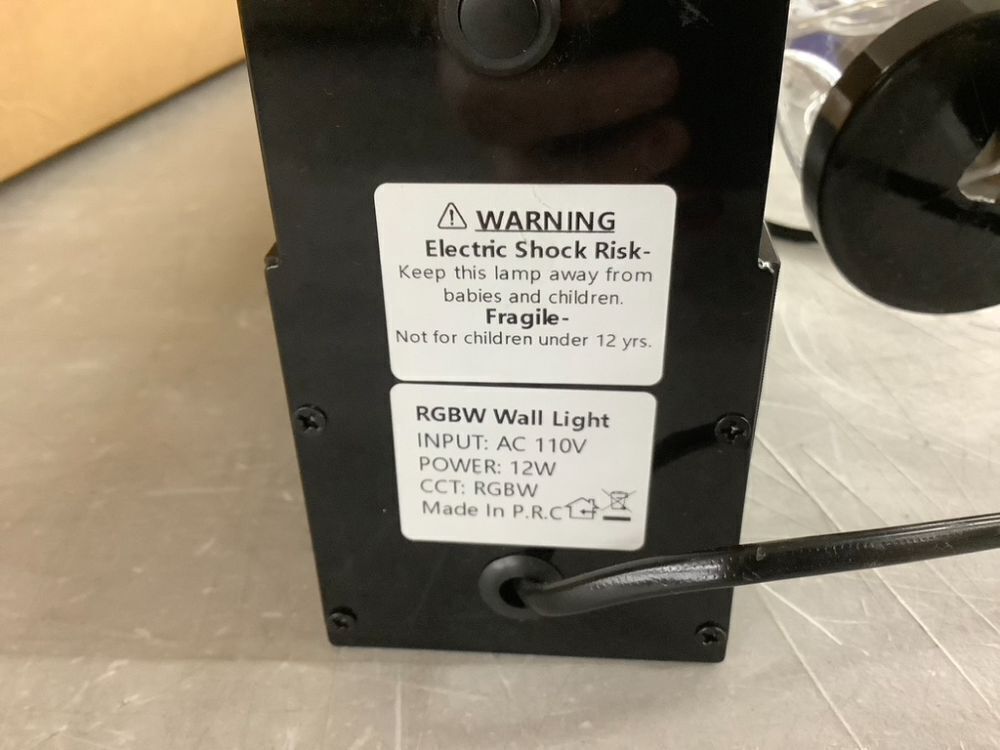 WARNING
Electric Shock Risk-
Keep this lamp away from
babies and children.
Fragile-
Not for children under 12 yrs.
RGBW Wall Light
INPUT: AC 110V
POWER: 12W
CCT: RGBW
Made In P.R.C